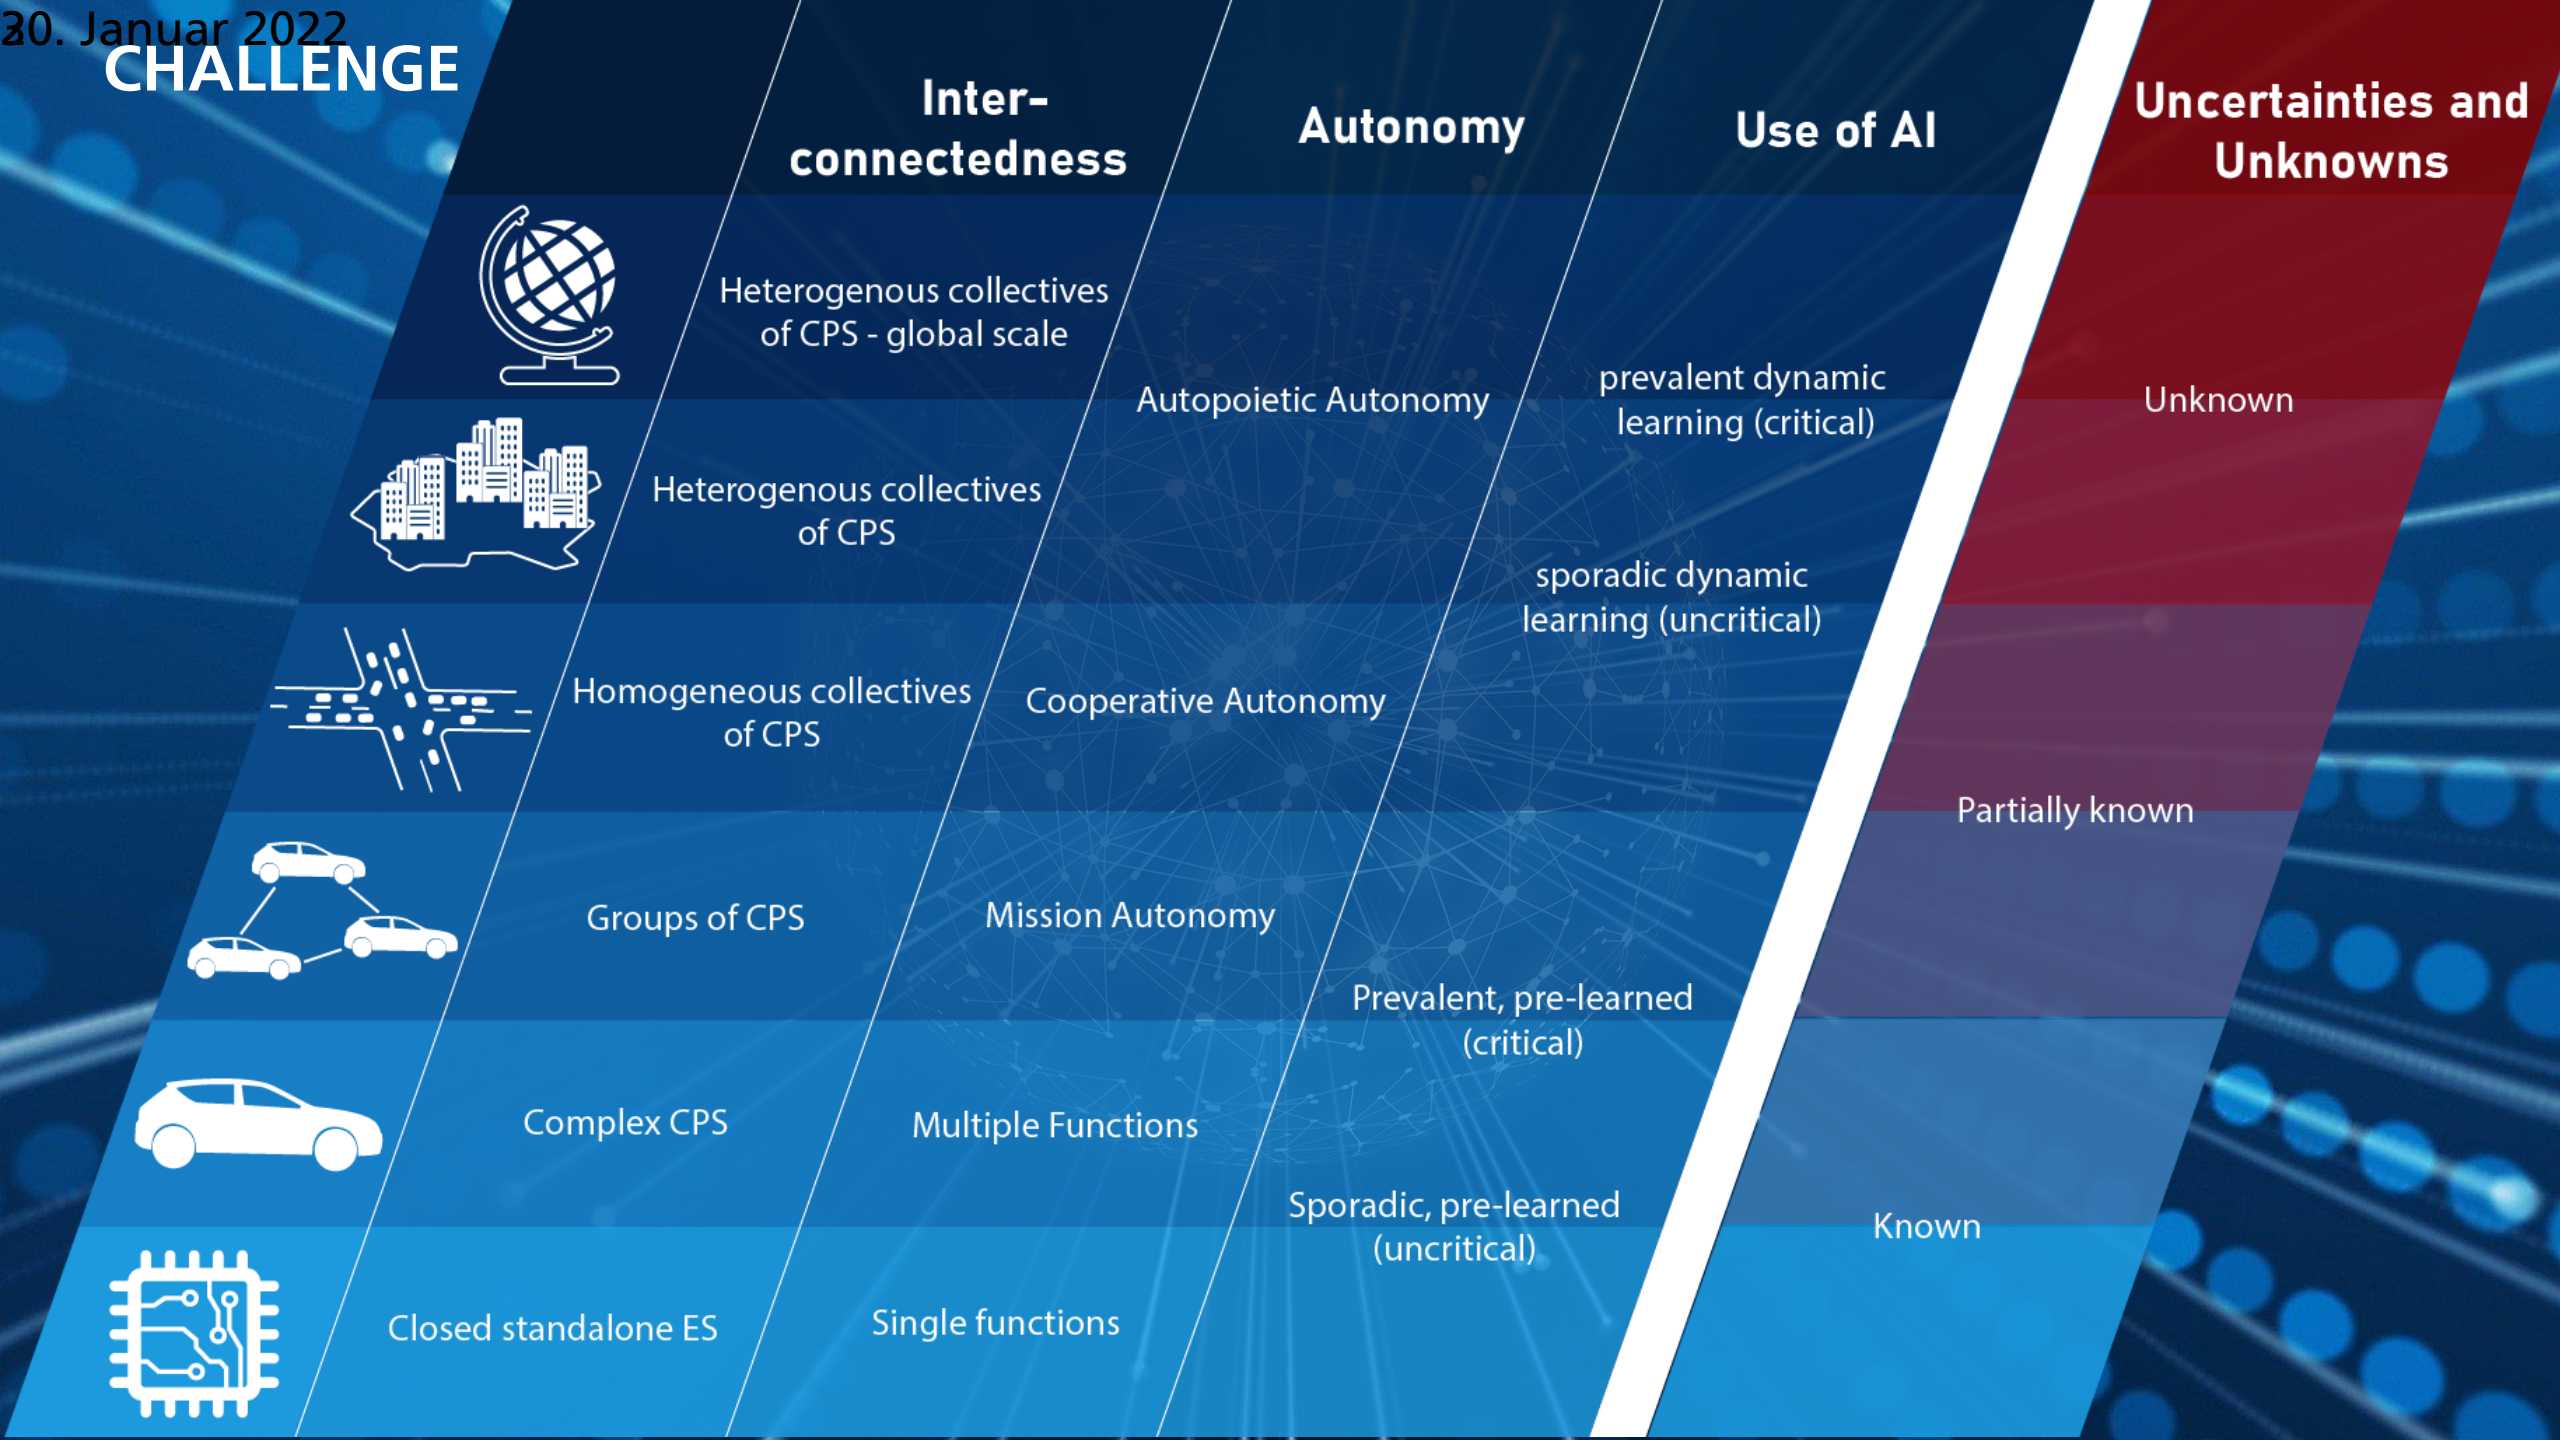 30. Januar 2022
CHALLENGE
Inter-
connectedness
Autonomy
Use of AI
Uncertainties and
Unknowns
Heterogenous collectives
of CPS - global scale
Autopoietic Autonomy
prevalent dynamic
learning (critical)
Unknown
Heterogenous collectives
of CPS
sporadic dynamic
learning (uncritical)
Homogeneous collectives
of CPS
Cooperative Autonomy
Partially known
Groups of CPS
Mission Autonomy
Prevalent, pre-learned
(critical)
Complex CPS
Multiple Functions
Sporadic, pre-learned
(uncritical)
Known
Closed standalone ES
Single functions